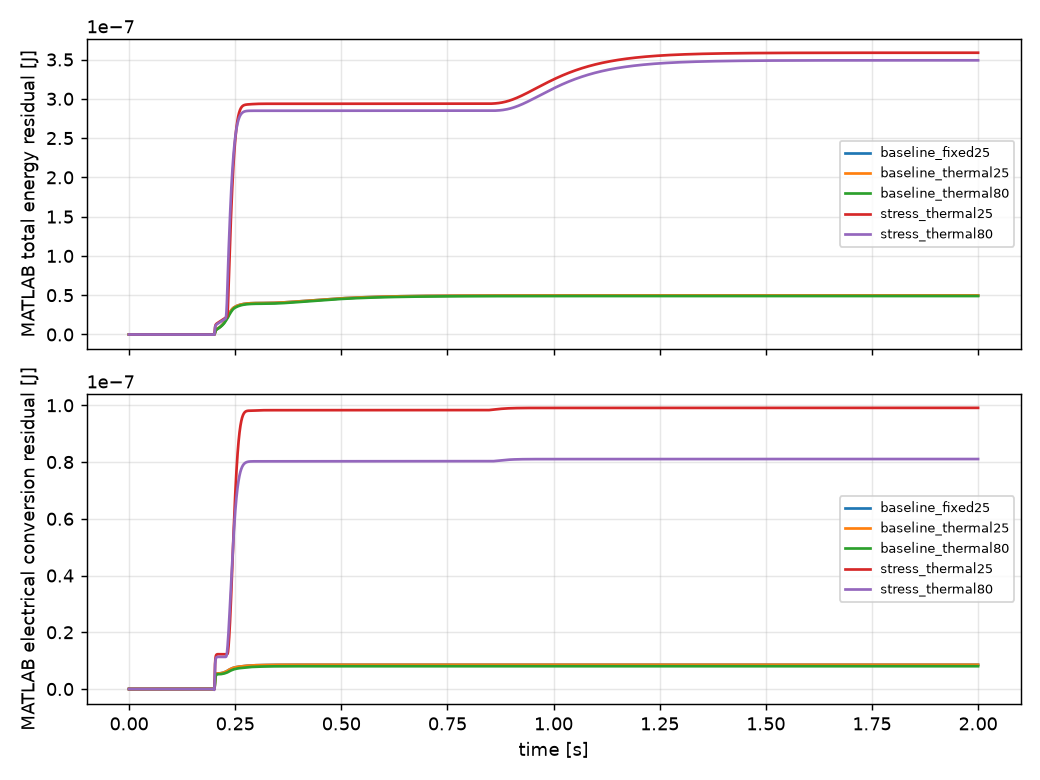 1e−7
MATLAB total energy residual [J]
3.5
3.0
2.5
2.0
1.5
1.0
0.5
0.0
baseline_fixed25
baseline_thermal25
baseline_thermal80
stress_thermal25
stress_thermal80
1e−7
MATLAB electrical conversion residual [J]
1.0
0.8
0.6
0.4
0.2
0.0
baseline_fixed25
baseline_thermal25
baseline_thermal80
stress_thermal25
stress_thermal80
0.00 0.25 0.50 0.75 1.00 1.25 1.50 1.75 2.00
time [s]